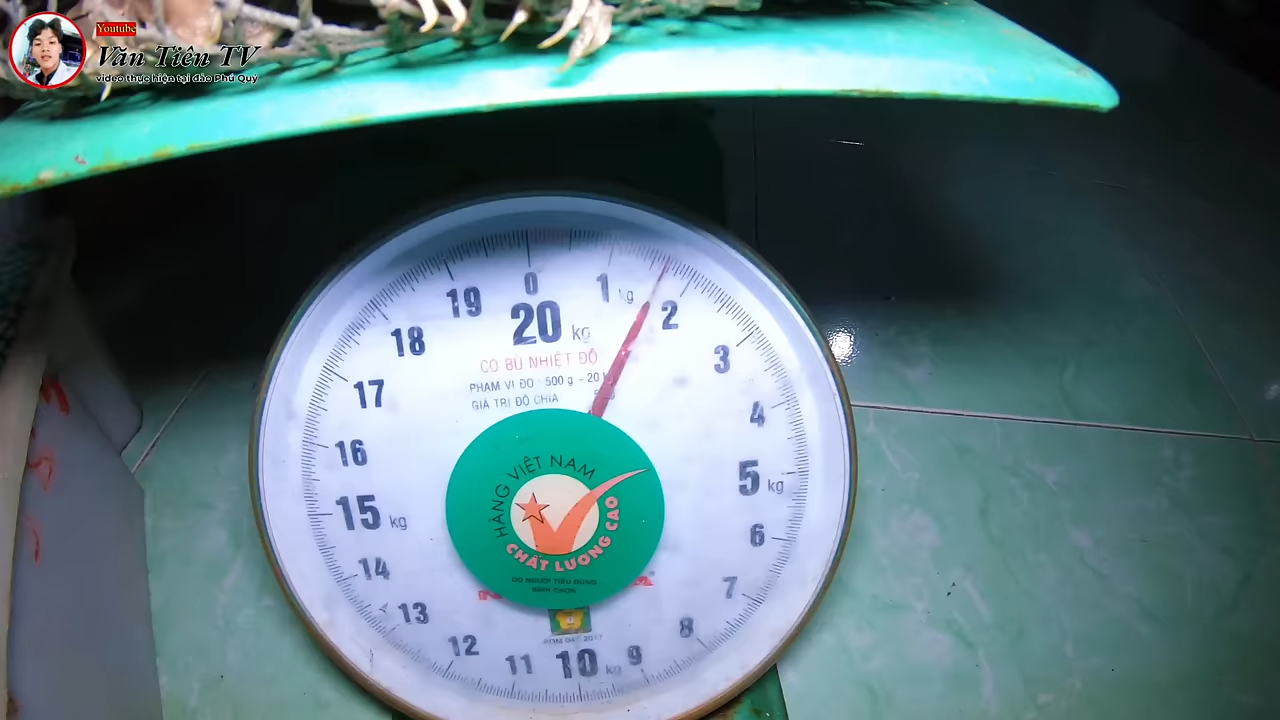 Youtube
Văn Tiên TV
video thực hiện tại đảo Phú Quý
0
1 kg
2
3
4
5 kg
6
7
8
9
10 kg
11
12
13
14
15 kg
16
17
18
19
20 kg
CÓ BÙ NHIỆT ĐỘ
PHẠM VI ĐO : 500 g ÷ 20
GIÁ TRỊ ĐỘ CHIA
HÀNG VIỆT NAM
CHẤT LƯỢNG CAO
DO NGƯỜI TIÊU DÙNG
BÌNH CHỌN